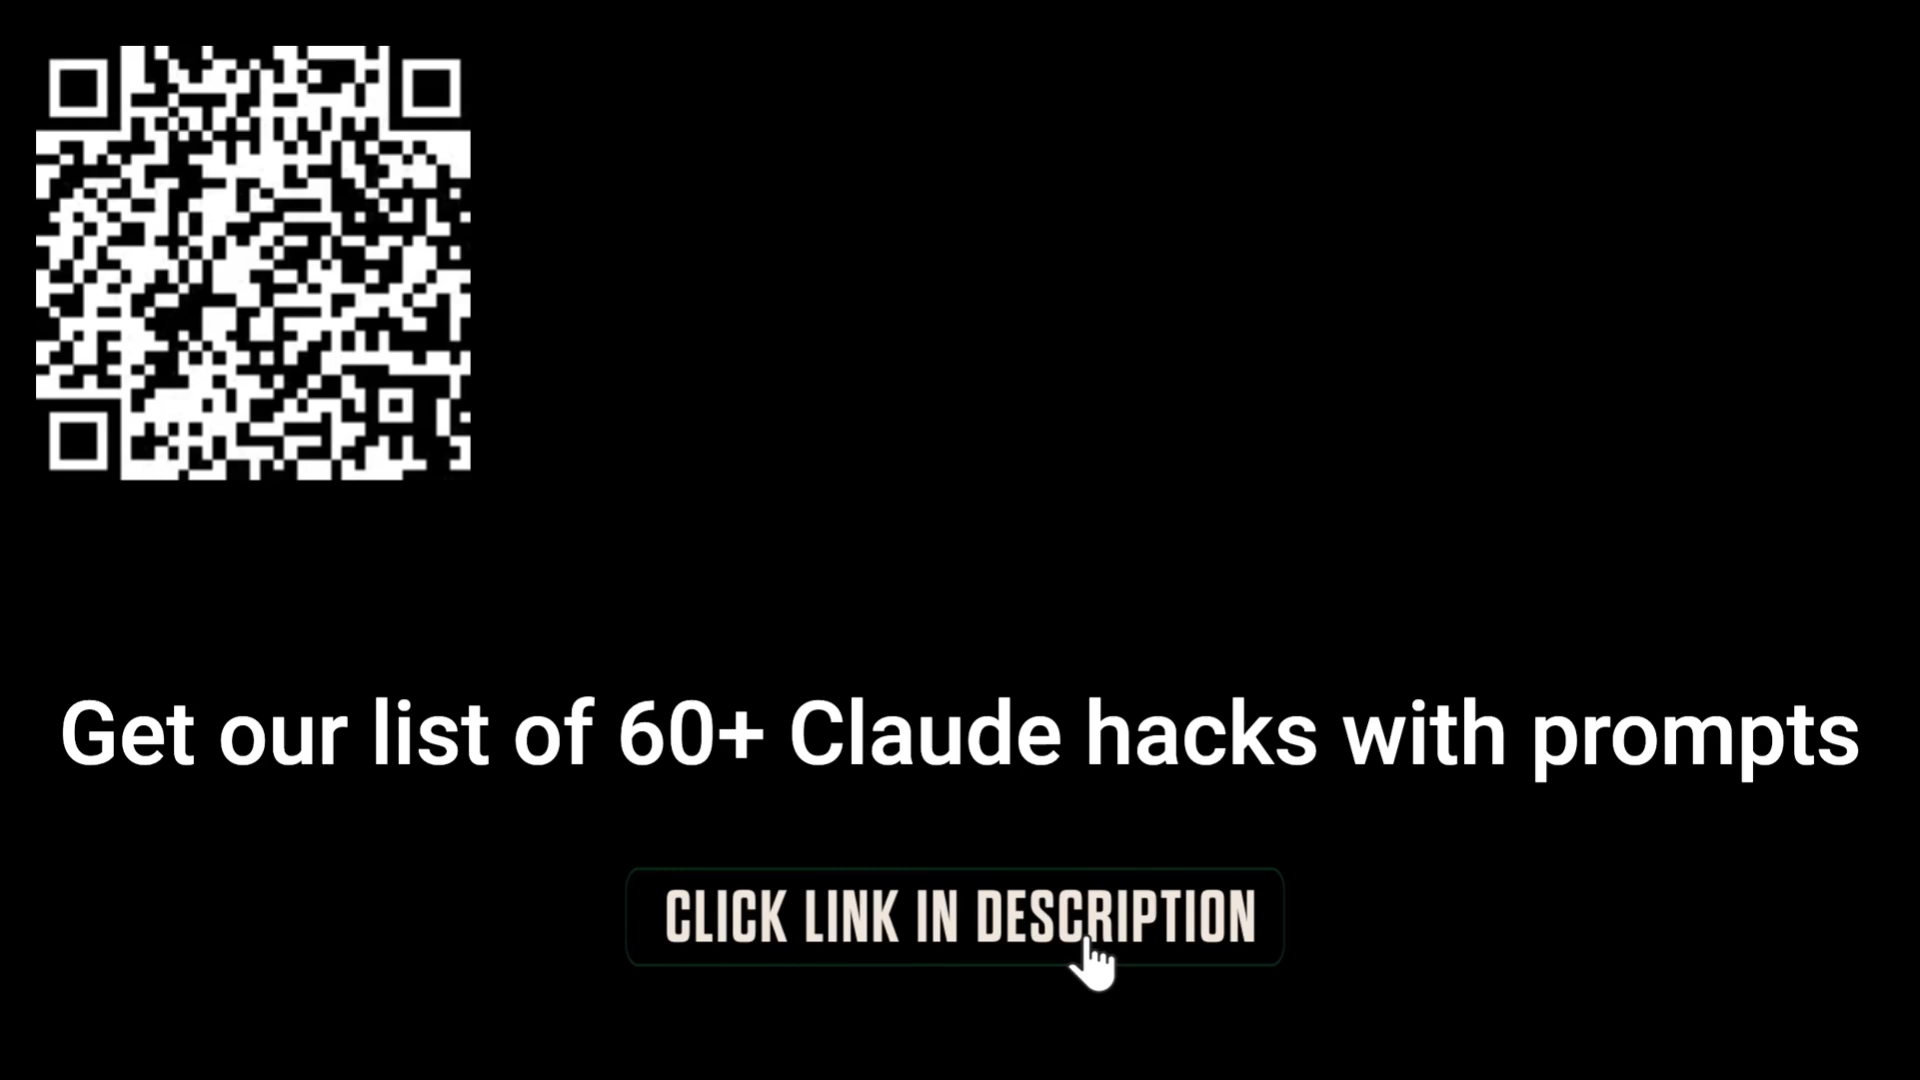 Get our list of 60+ Claude hacks with prompts
CLICK LINK IN DESCRIPTION